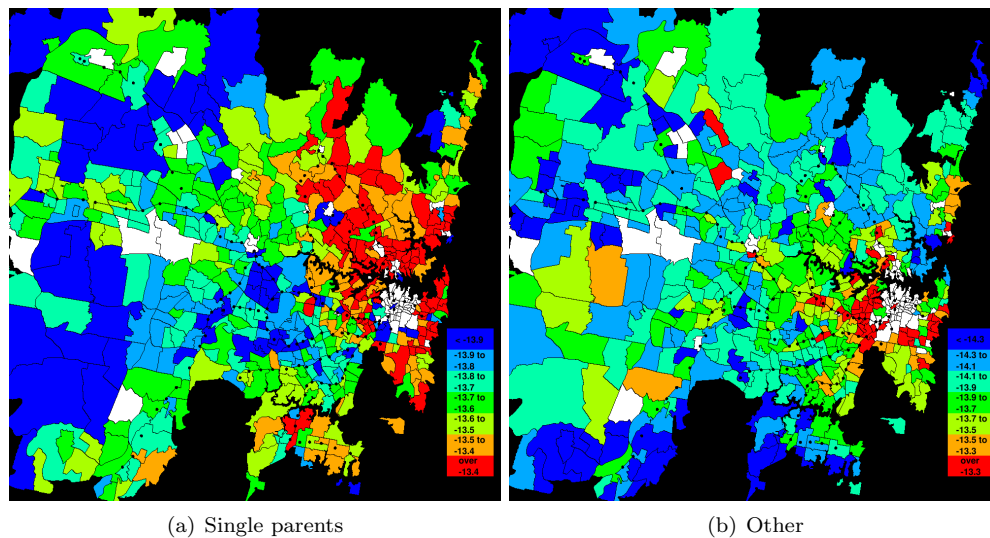 < -13.9
-13.9 to
-13.8
-13.8 to
-13.7
-13.7 to
-13.6
-13.6 to
-13.5
-13.5 to
-13.4
over
-13.4
< -14.3
-14.3 to
-14.1
-14.1 to
-13.9
-13.9 to
-13.7
-13.7 to
-13.5
-13.5 to
-13.3
over
-13.3
(a) Single parents
(b) Other